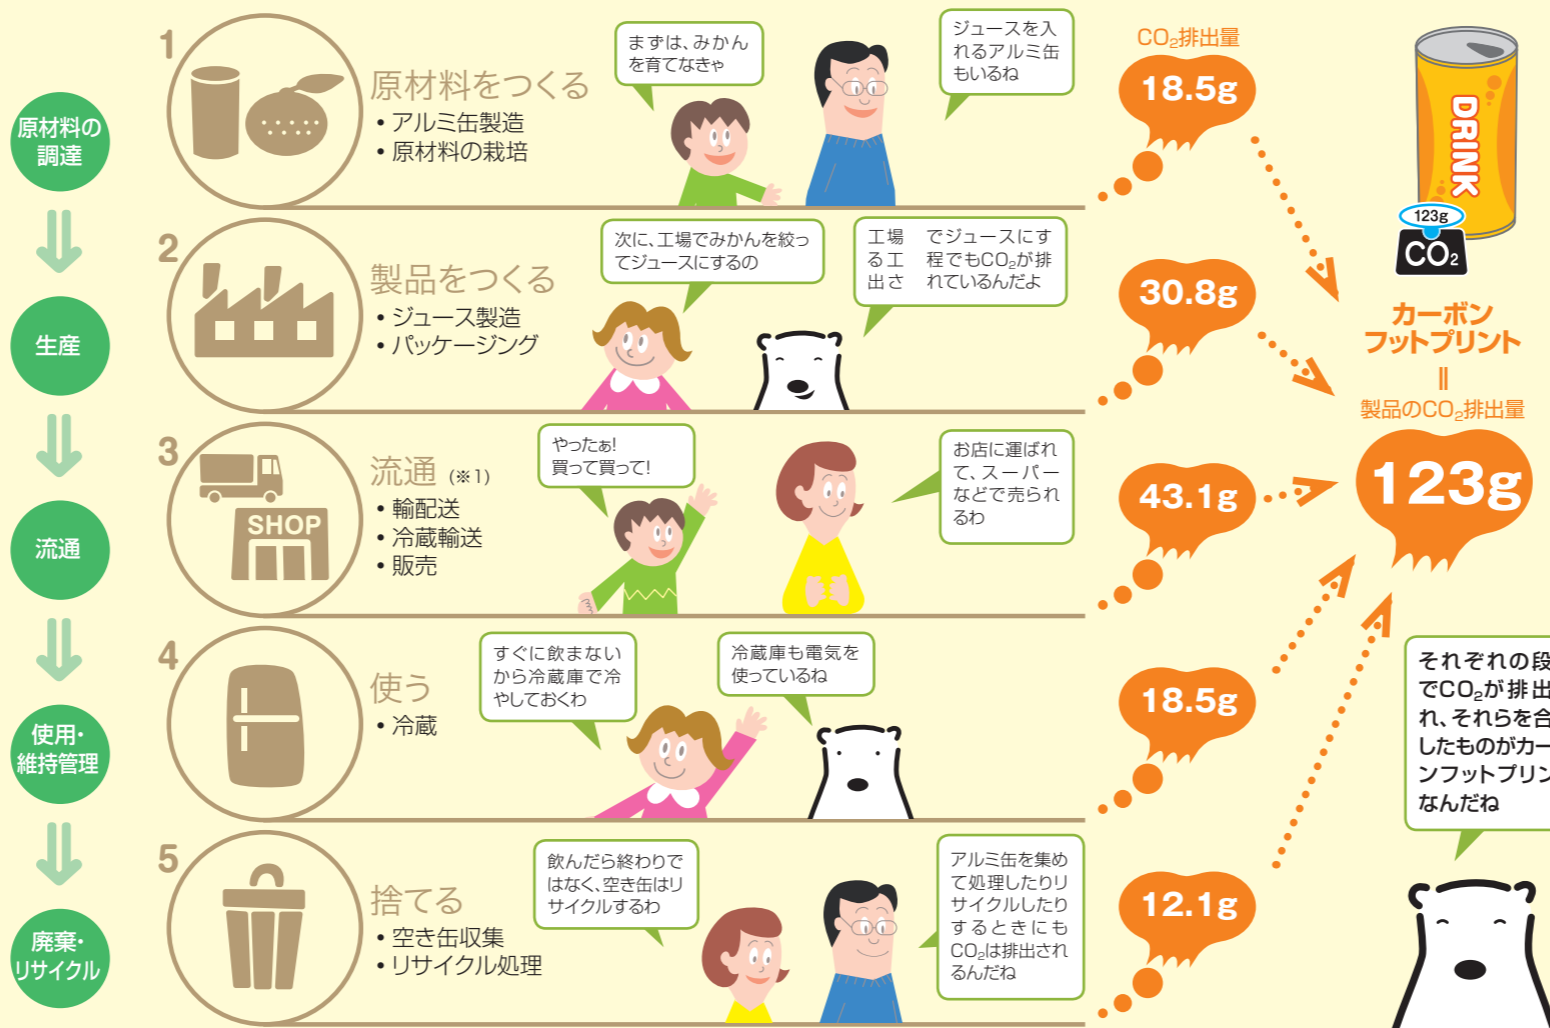 原材料の
調達
生産
流通
使用・
維持管理
廃棄・
リサイクル
1
原材料をつくる
• アルミ缶製造
• 原材料の栽培
まずは、みかん
を育てなきゃ
ジュースを入
れるアルミ缶
もいるね
CO₂排出量
18.5g
2
製品をつくる
• ジュース製造
• パッケージング
次に、工場でみかんを絞っ
てジュースにするの
工場 でジュースにす
る工 程でもCO₂が排
出さ れているんだよ
30.8g
3
SHOP
流通 (※1)
• 輸配送
• 冷蔵輸送
• 販売
やったぁ!
買って買って!
お店に運ばれ
て、スーパー
などで売られ
るわ
43.1g
4
使う
• 冷蔵
すぐに飲まない
から冷蔵庫で冷
やしておくわ
冷蔵庫も電気を
使っているね
18.5g
5
捨てる
• 空き缶収集
• リサイクル処理
飲んだら終わりで
はなく、空き缶はリ
サイクルするわ
アルミ缶を集め
て処理したりリ
サイクルしたり
するときにも
CO₂は排出され
るんだね
12.1g
DRINK
123g
CO₂
カーボン
フットプリント
||
製品のCO₂排出量
123g
それぞれの段
でCO₂が排出
れ、それらを合
したものがカー
ンフットプリン
なんだね